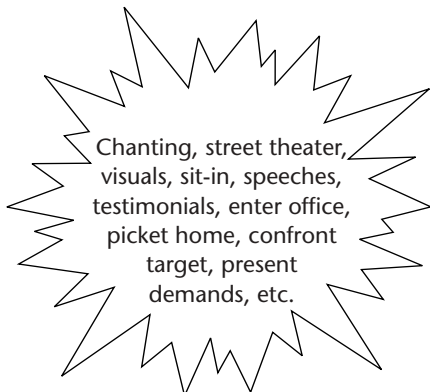 Chanting, street theater,
visuals, sit-in, speeches,
testimonials, enter office,
picket home, confront
target, present
demands, etc.